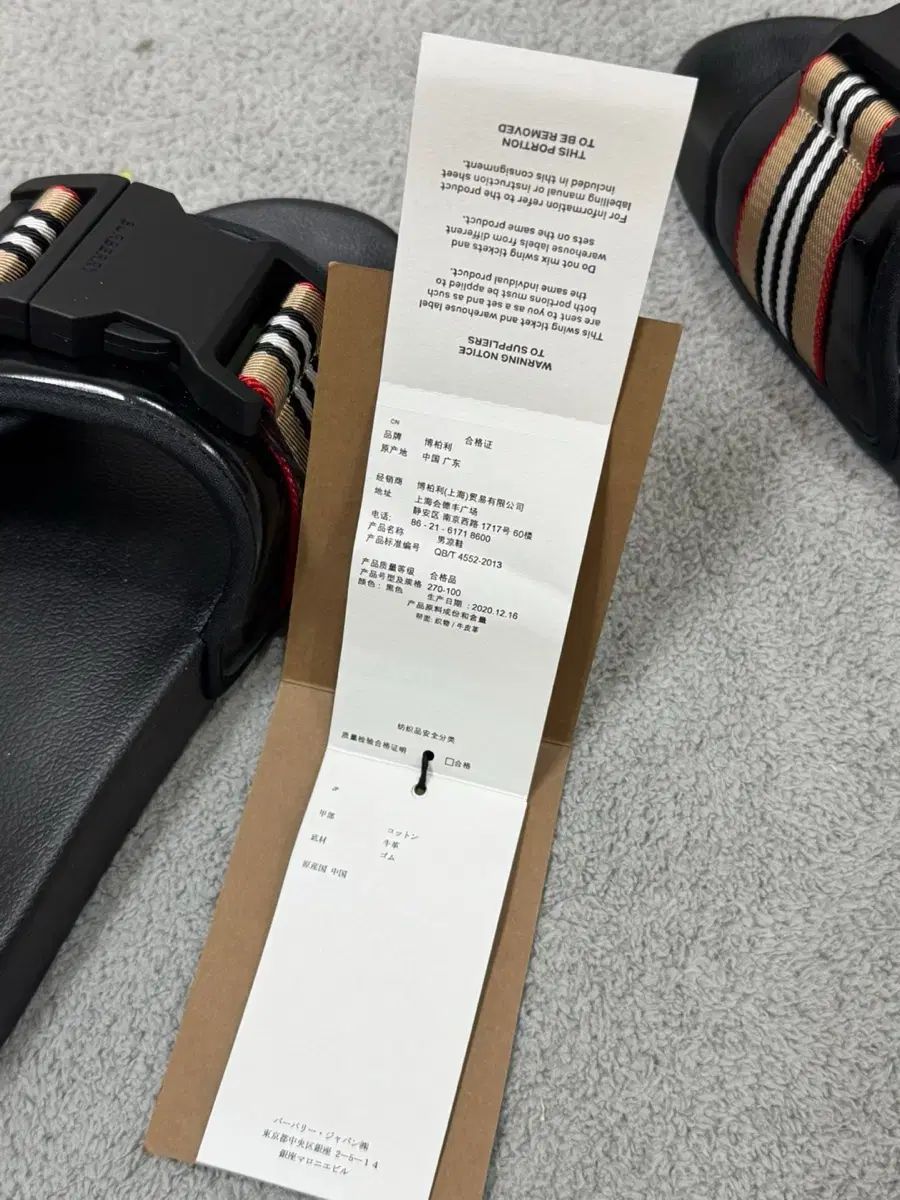 BURBERRY
WARNING NOTICE
TO SUPPLIERS
This swing ticket and warehouse label
are sent to you as a set and as such
both portions must be applied to
the same individual product.
Do not mix swing tickets and
warehouse labels from different
sets on the same product.
For information refer to the product
labelling manual or instruction sheet
included in this consignment.
THIS PORTION
TO BE REMOVED
CN
合格证
品牌 博柏利
原产地 中国 广东
经销商 博柏利(上海)贸易有限公司
地址 上海会德丰广场
静安区 南京西路 1717号 60楼
电话: 86 - 21 - 6171 8600
产品名称 男凉鞋
产品标准编号 QB/T 4552-2013
产品质量等级 合格品
产品号型及规格 270-100
颜色: 黑色 生产日期 : 2020.12.16
产品原料成份和含量
帮面: 织物 / 牛皮革
纺织品安全分类
质量检验合格证明 □合格
JP
甲部 コットン
牛革
底材 ゴム
原産国 中国
バーバリー・ジャパン㈱
東京都中央区銀座 2-5-14
銀座マロニエビル